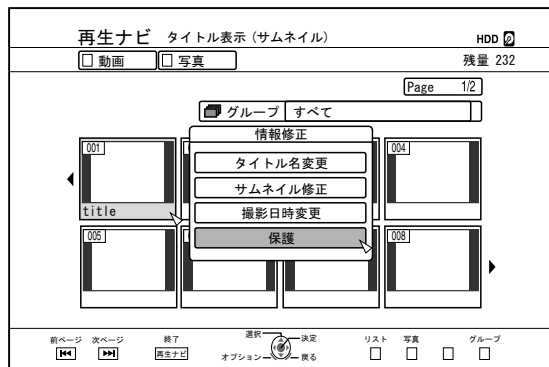 再生ナビ タイトル表示 (サムネイル) HDD
動画 写真 残量 232
Page 1/2
グループ すべて
情報修正
001 004
タイトル名変更
サムネイル修正
title 撮影日時変更
005 保護 008
前ページ 次ページ 終了 選択 決定 リスト 写真 グループ
再生ナビ オプション 戻る